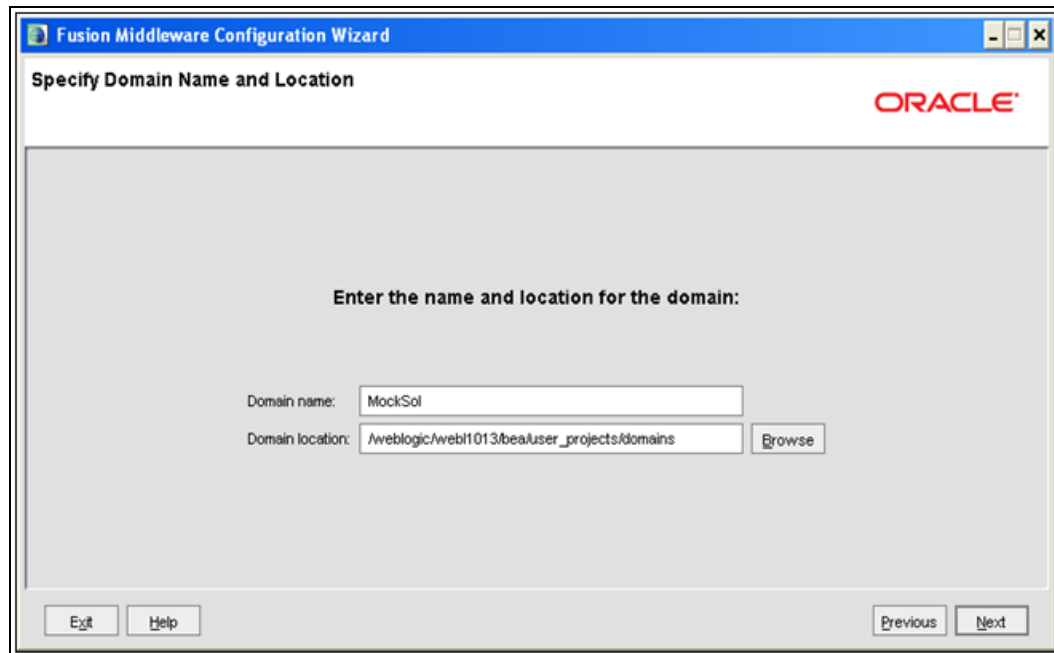 Fusion Middleware Configuration Wizard
Specify Domain Name and Location
ORACLE
Enter the name and location for the domain:
Domain name: MockSol
Domain location: /weblogic/webl1013/bea/user_projects/domains Browse
Exit Help Previous Next